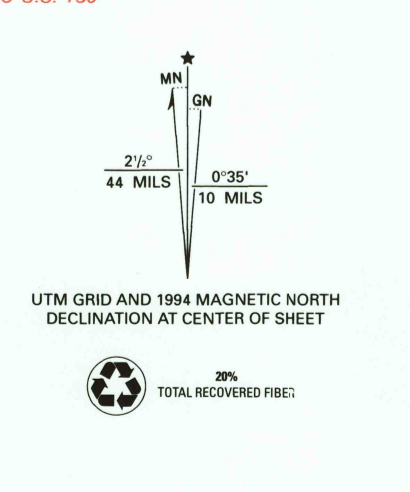 U.S. 150
MN
GN
2½°
44 MILS
0°35'
10 MILS
UTM GRID AND 1994 MAGNETIC NORTH
DECLINATION AT CENTER OF SHEET
20%
TOTAL RECOVERED FIBER